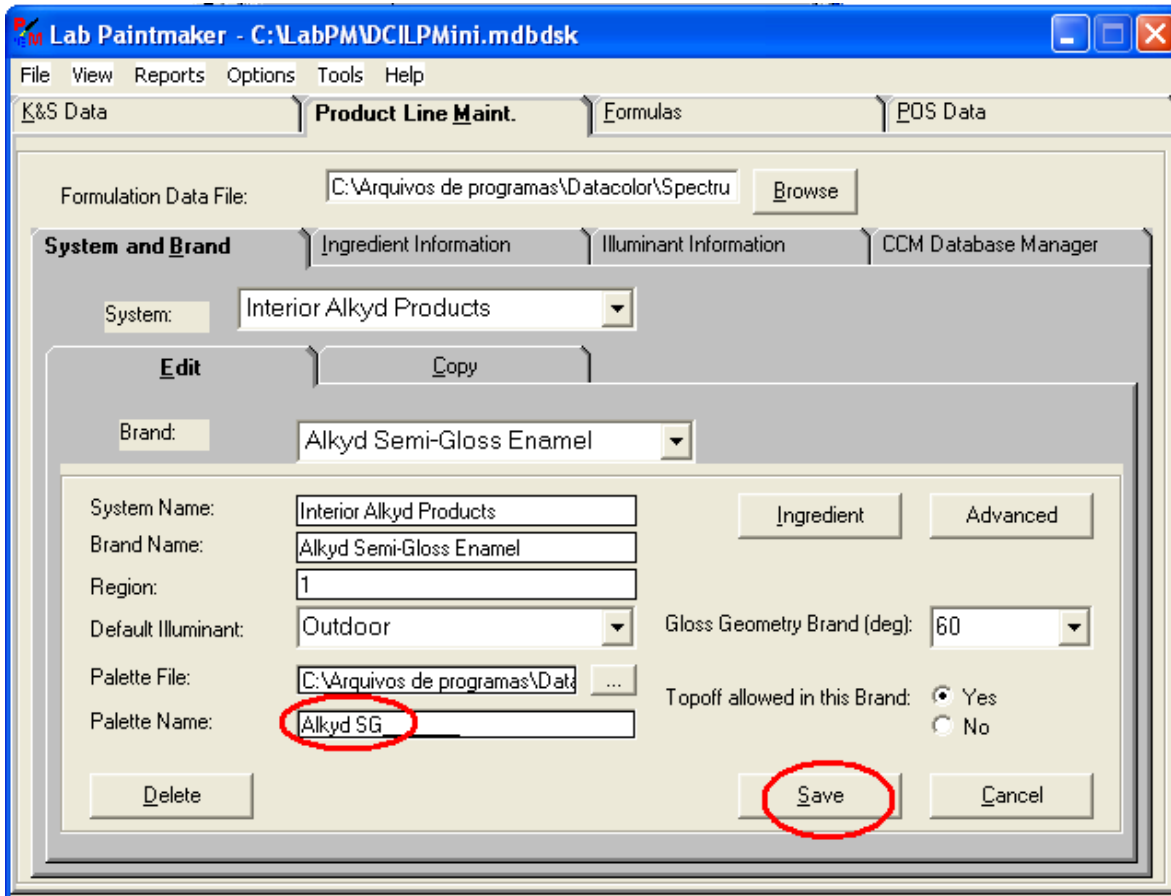 Lab Paintmaker - C:\LabPM\DCILPMini.mdbdsk
File View Reports Options Tools Help
K&S Data Product Line Maint. Formulas POS Data
Formulation Data File: C:\Arquivos de programas\Datacolor\Spectru Browse
System and Brand Ingredient Information Illuminant Information CCM Database Manager
System: Interior Alkyd Products
Edit Copy
Brand: Alkyd Semi-Gloss Enamel
System Name: Interior Alkyd Products Ingredient Advanced
Brand Name: Alkyd Semi-Gloss Enamel
Region: 1
Default Illuminant: Outdoor Gloss Geometry Brand (deg): 60
Palette File: C:\Arquivos de programas\Data ...
Topoff allowed in this Brand: Yes
Palette Name: Alkyd SG_______ No
Delete Save Cancel